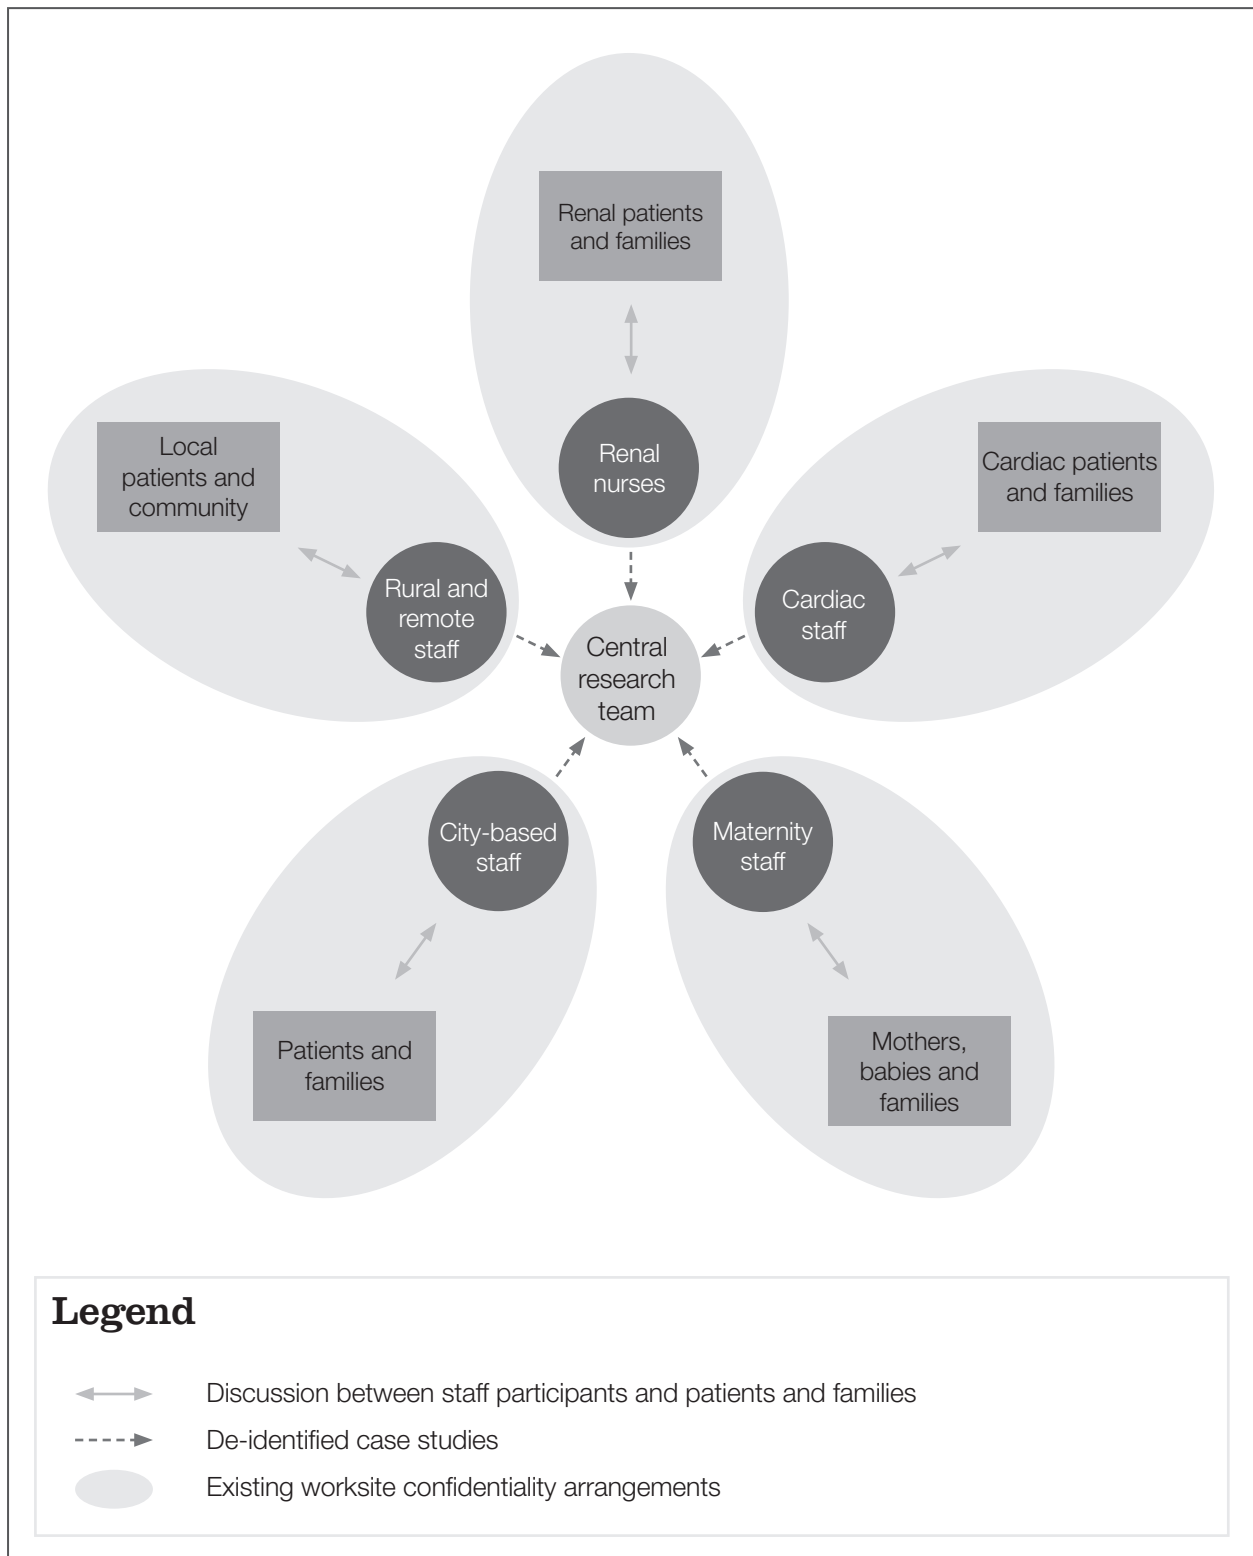 Renal patients
and families
Renal
nurses
Local
patients and
community
Rural and
remote
staff
Cardiac patients
and families
Cardiac
staff
Central
research
team
City-based
staff
Maternity
staff
Patients and
families
Mothers,
babies and
families
Legend
Discussion between staff participants and patients and families
De-identified case studies
Existing worksite confidentiality arrangements